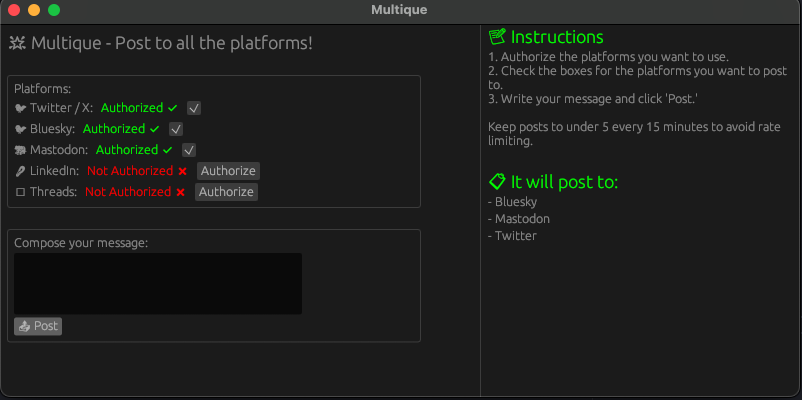 Multique
Multique - Post to all the platforms!
Platforms:
Twitter / X: Authorized ✔
Bluesky: Authorized ✔
Mastodon: Authorized ✔
LinkedIn: Not Authorized ✖ Authorize
Threads: Not Authorized ✖ Authorize
Compose your message:
Post
Instructions
1. Authorize the platforms you want to use.
2. Check the boxes for the platforms you want to post
to.
3. Write your message and click 'Post.'
Keep posts to under 5 every 15 minutes to avoid rate
limiting.
It will post to:
- Bluesky
- Mastodon
- Twitter